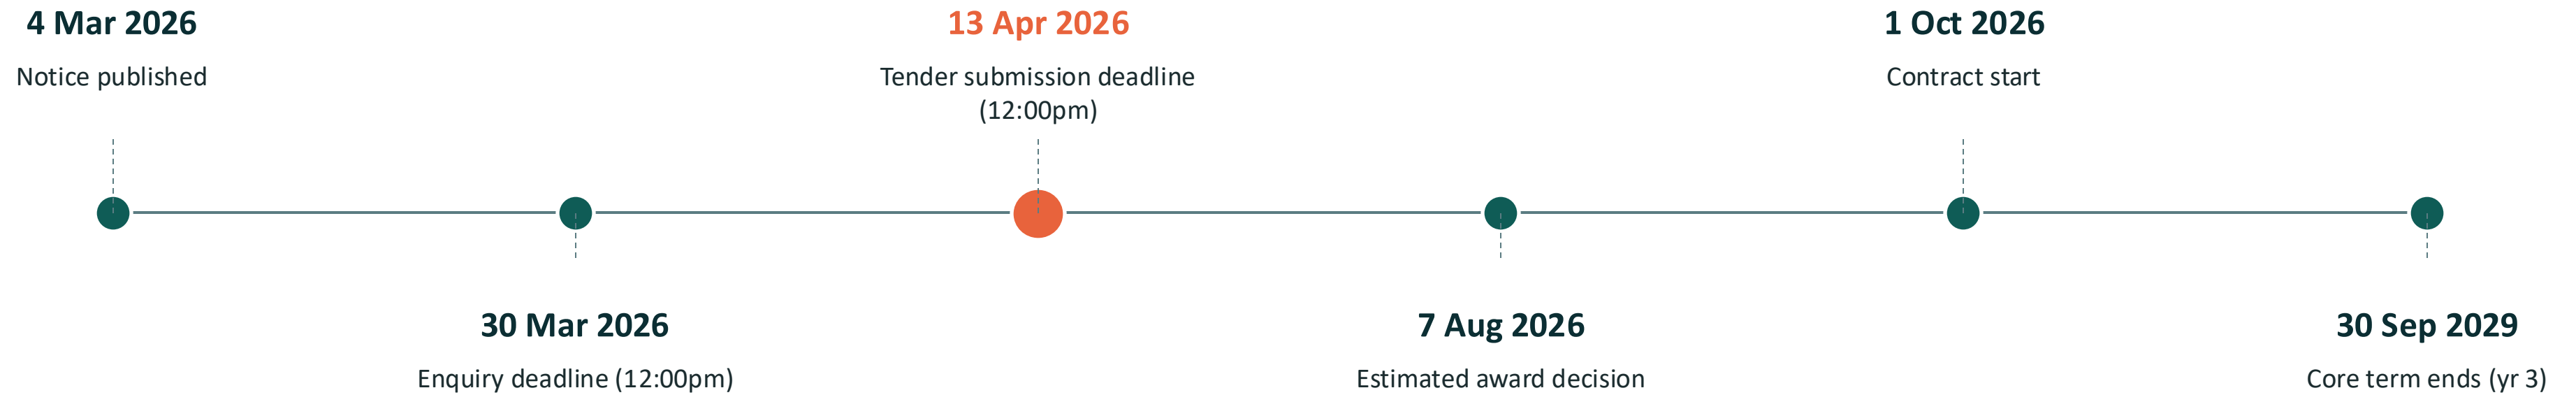 4 Mar 2026
Notice published
30 Mar 2026
Enquiry deadline (12:00pm)
13 Apr 2026
Tender submission deadline
(12:00pm)
7 Aug 2026
Estimated award decision
1 Oct 2026
Contract start
30 Sep 2029
Core term ends (yr 3)